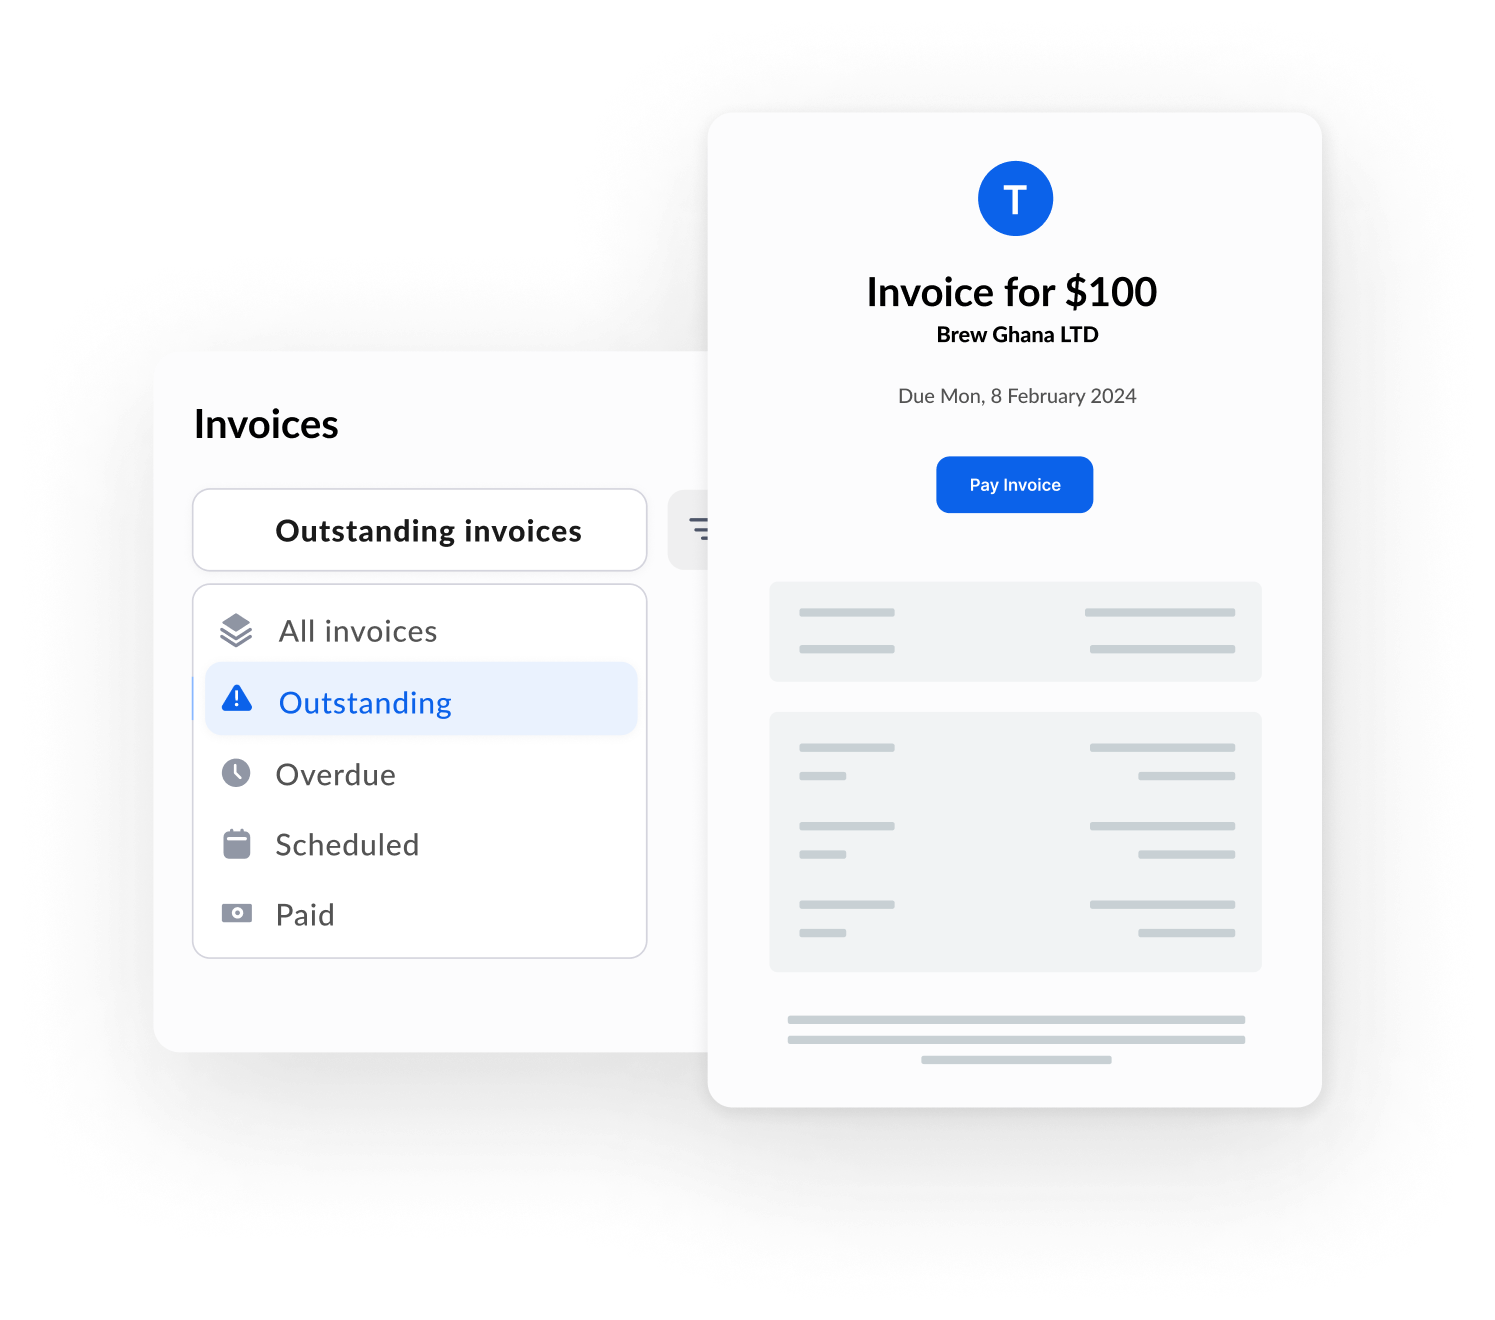 Invoices
Outstanding invoices
All invoices
Outstanding
Overdue
Scheduled
Paid
T
Invoice for $100
Brew Ghana LTD
Due Mon, 8 February 2024
Pay Invoice